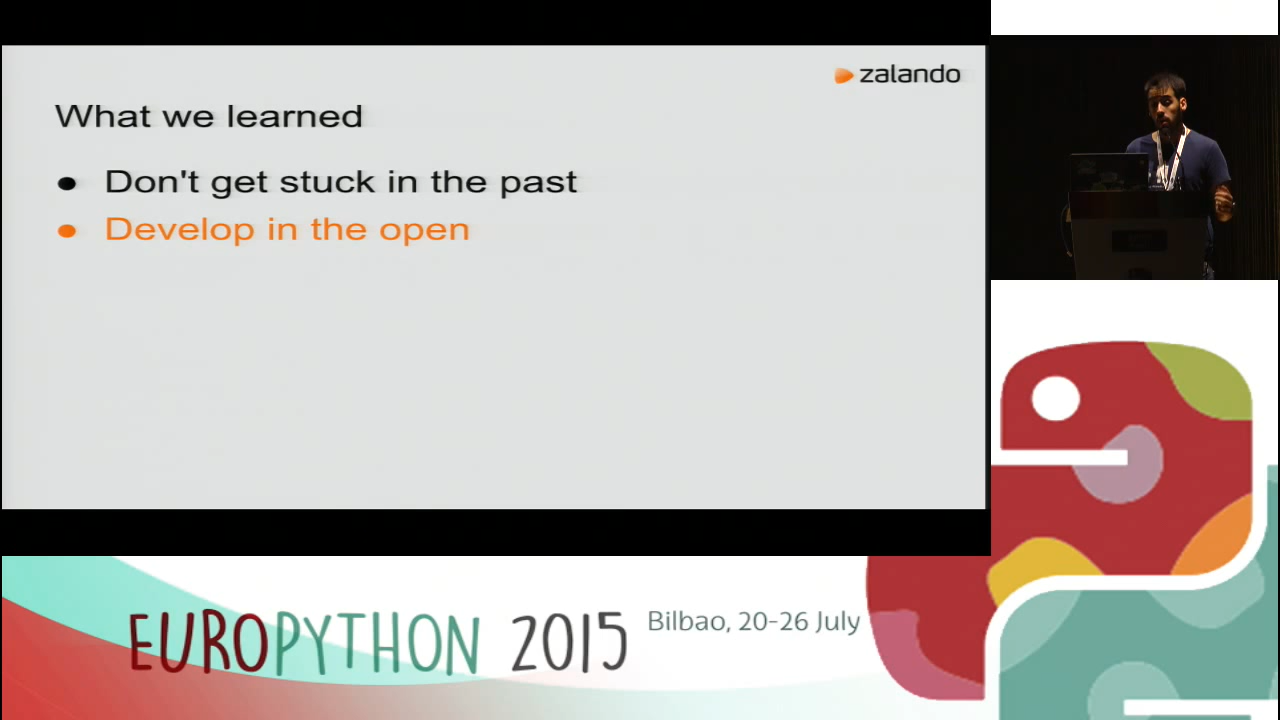 zalando
What we learned
● Don't get stuck in the past
● Develop in the open
EUROPYTHON 2015
Bilbao, 20-26 July